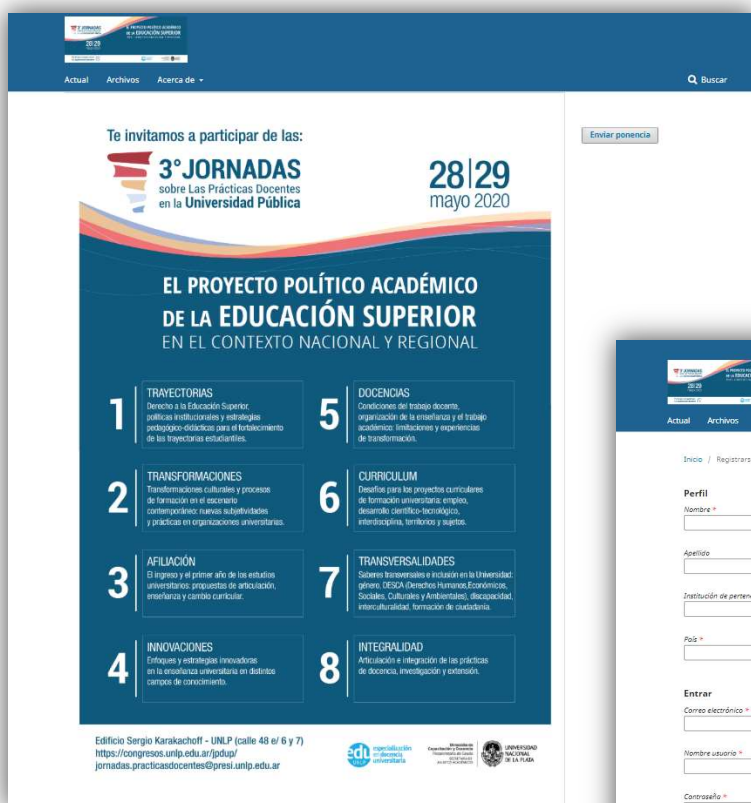 3° JORNADAS
28|29
Actual Archivos Acerca de
Buscar
Enviar ponencia
Te invitamos a participar de las:
3° JORNADAS
sobre Las Prácticas Docentes
en la Universidad Pública
28|29
mayo 2020
EL PROYECTO POLÍTICO ACADÉMICO
DE LA EDUCACIÓN SUPERIOR
EN EL CONTEXTO NACIONAL Y REGIONAL
1
TRAYECTORIAS
Derecho a la Educación Superior,
políticas institucionales y estrategias
pedagógico-didácticas para el fortalecimiento
de las trayectorias estudiantiles.
2
TRANSFORMACIONES
Transformaciones culturales y procesos
de formación en el escenario
contemporáneo: nuevas subjetividades
y prácticas en organizaciones universitarias.
3
AFILIACIÓN
El ingreso y el primer año de los estudios
universitarios: propuestas de articulación,
enseñanza y cambio curricular.
4
INNOVACIONES
Enfoques y estrategias innovadoras
en la enseñanza universitaria en distintos
campos de conocimiento.
5
DOCENCIAS
Condiciones del trabajo docente,
organización de la enseñanza y el trabajo
académico: limitaciones y experiencias
de transformación.
6
CURRICULUM
Desafíos para los proyectos curriculares
de formación universitaria: empleo,
desarrollo científico-tecnológico,
interdisciplina, territorios y sujetos.
7
TRANSVERSALIDADES
Saberes transversales e inclusión en la Universidad:
género, DESCA (Derechos Humanos,Económicos,
Sociales, Culturales y Ambientales), discapacidad,
interculturalidad, formación de ciudadanía.
8
INTEGRALIDAD
Articulación e integración de las prácticas
de docencia, investigación y extensión.
Edificio Sergio Karakachoff - UNLP (calle 48 e/ 6 y 7)
https://congresos.unlp.edu.ar/jpdup/
jornadas.practicasdocentes@presi.unlp.edu.ar
edu
UNLP
especialización
en docencia
universitaria
UNIVERSIDAD
NACIONAL
DE LA PLATA
Actual Archivos
Inicio / Registrars
Perfil
Nombre *
Apellido
Institución de pertene
País *
Entrar
Correo electrónico *
Nombre usuario *
Contraseña *